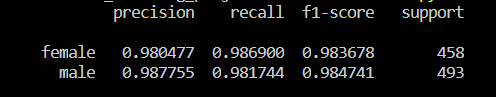 precision recall f1-score support
female 0.980477 0.986900 0.983678 458
male 0.987755 0.981744 0.984741 493